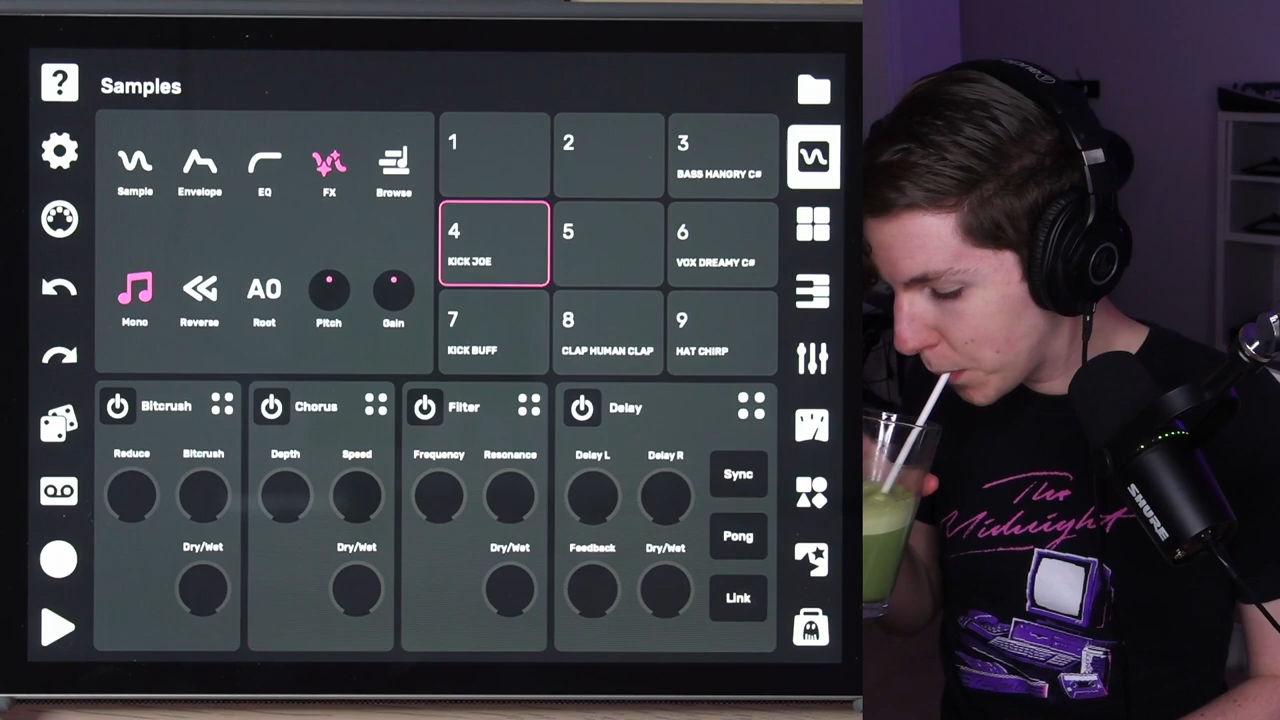 ?
Samples
Sample
Envelope
EQ
FX
Browse
Mono
Reverse
A0
Root
Pitch
Gain
1
2
3
BASS HANGRY C#
4
KICK JOE
5
6
VOX DREAMY C#
7
KICK BUFF
8
CLAP HUMAN CLAP
9
HAT CHIRP
Bitcrush
Reduce
Bitcrush
Dry/Wet
Chorus
Depth
Speed
Dry/Wet
Filter
Frequency
Resonance
Dry/Wet
Delay
Delay L
Delay R
Sync
Pong
Feedback
Dry/Wet
Link
The
Midnight
SHURE